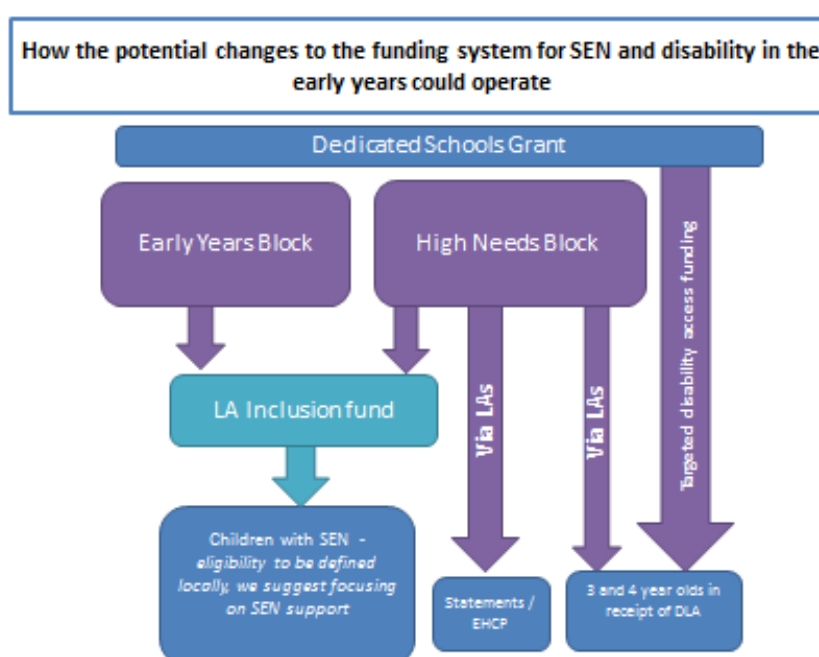 How the potential changes to the funding system for SEN and disability in the
early years could operate
Dedicated Schools Grant
Early Years Block
High Needs Block
Targeted disability access funding
LA Inclusion fund
Via LAs
Via LAs
Children with SEN -
eligibility to be defined
locally, we suggest focusing
on SEN support
Statements /
EHCP
3 and 4 year olds in
receipt of DLA